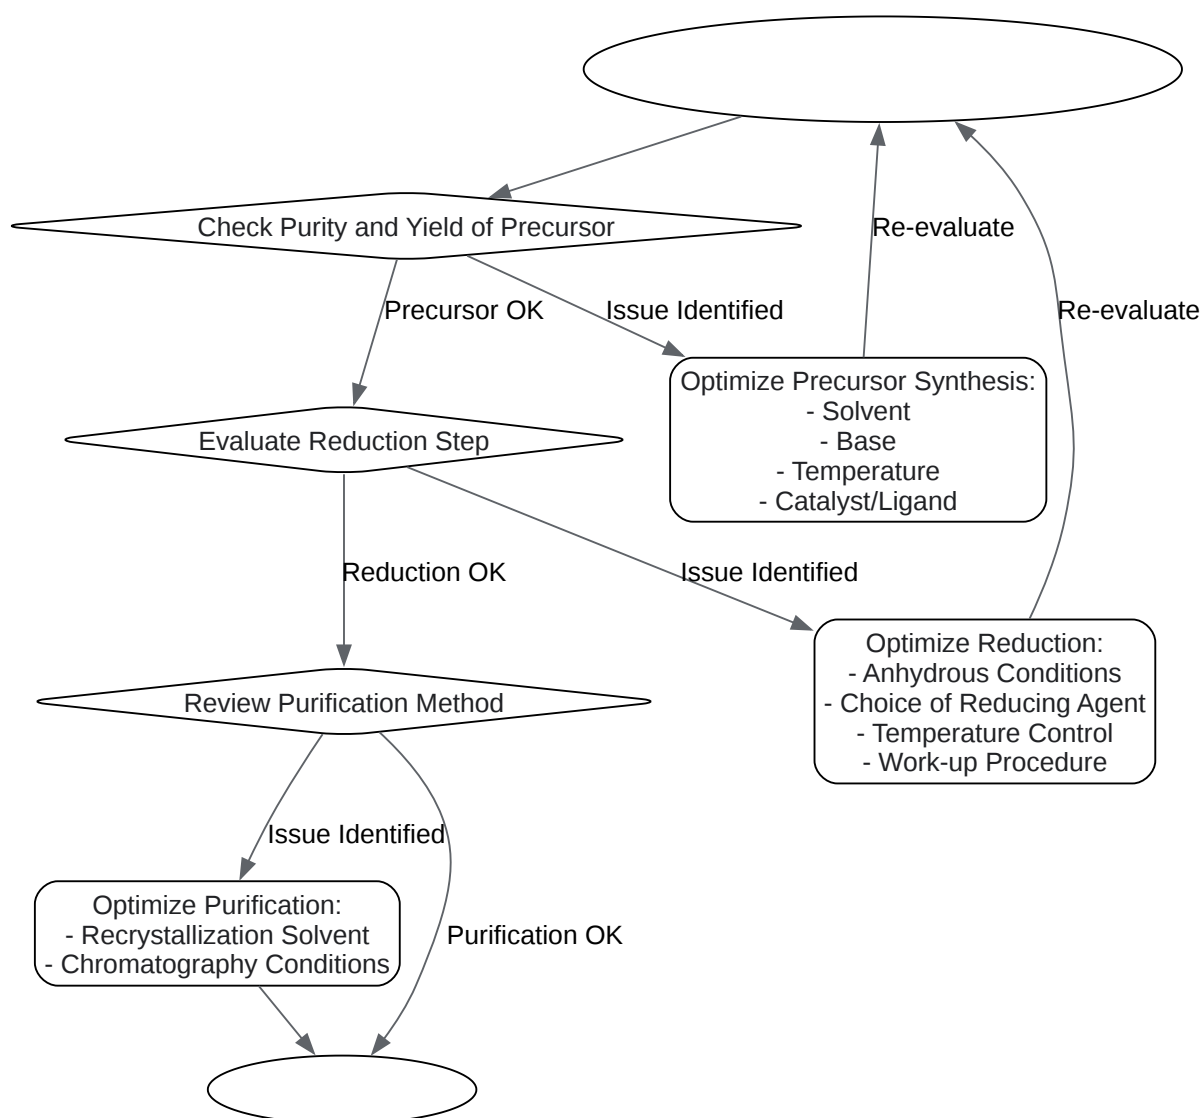 Check Purity and Yield of Precursor
Re-evaluate
Precursor OK
Issue Identified
Re-evaluate
Optimize Precursor Synthesis:
- Solvent
- Base
- Temperature
- Catalyst/Ligand
Evaluate Reduction Step
Reduction OK
Issue Identified
Optimize Reduction:
- Anhydrous Conditions
- Choice of Reducing Agent
- Temperature Control
- Work-up Procedure
Review Purification Method
Issue Identified
Optimize Purification:
- Recrystallization Solvent
- Chromatography Conditions
Purification OK